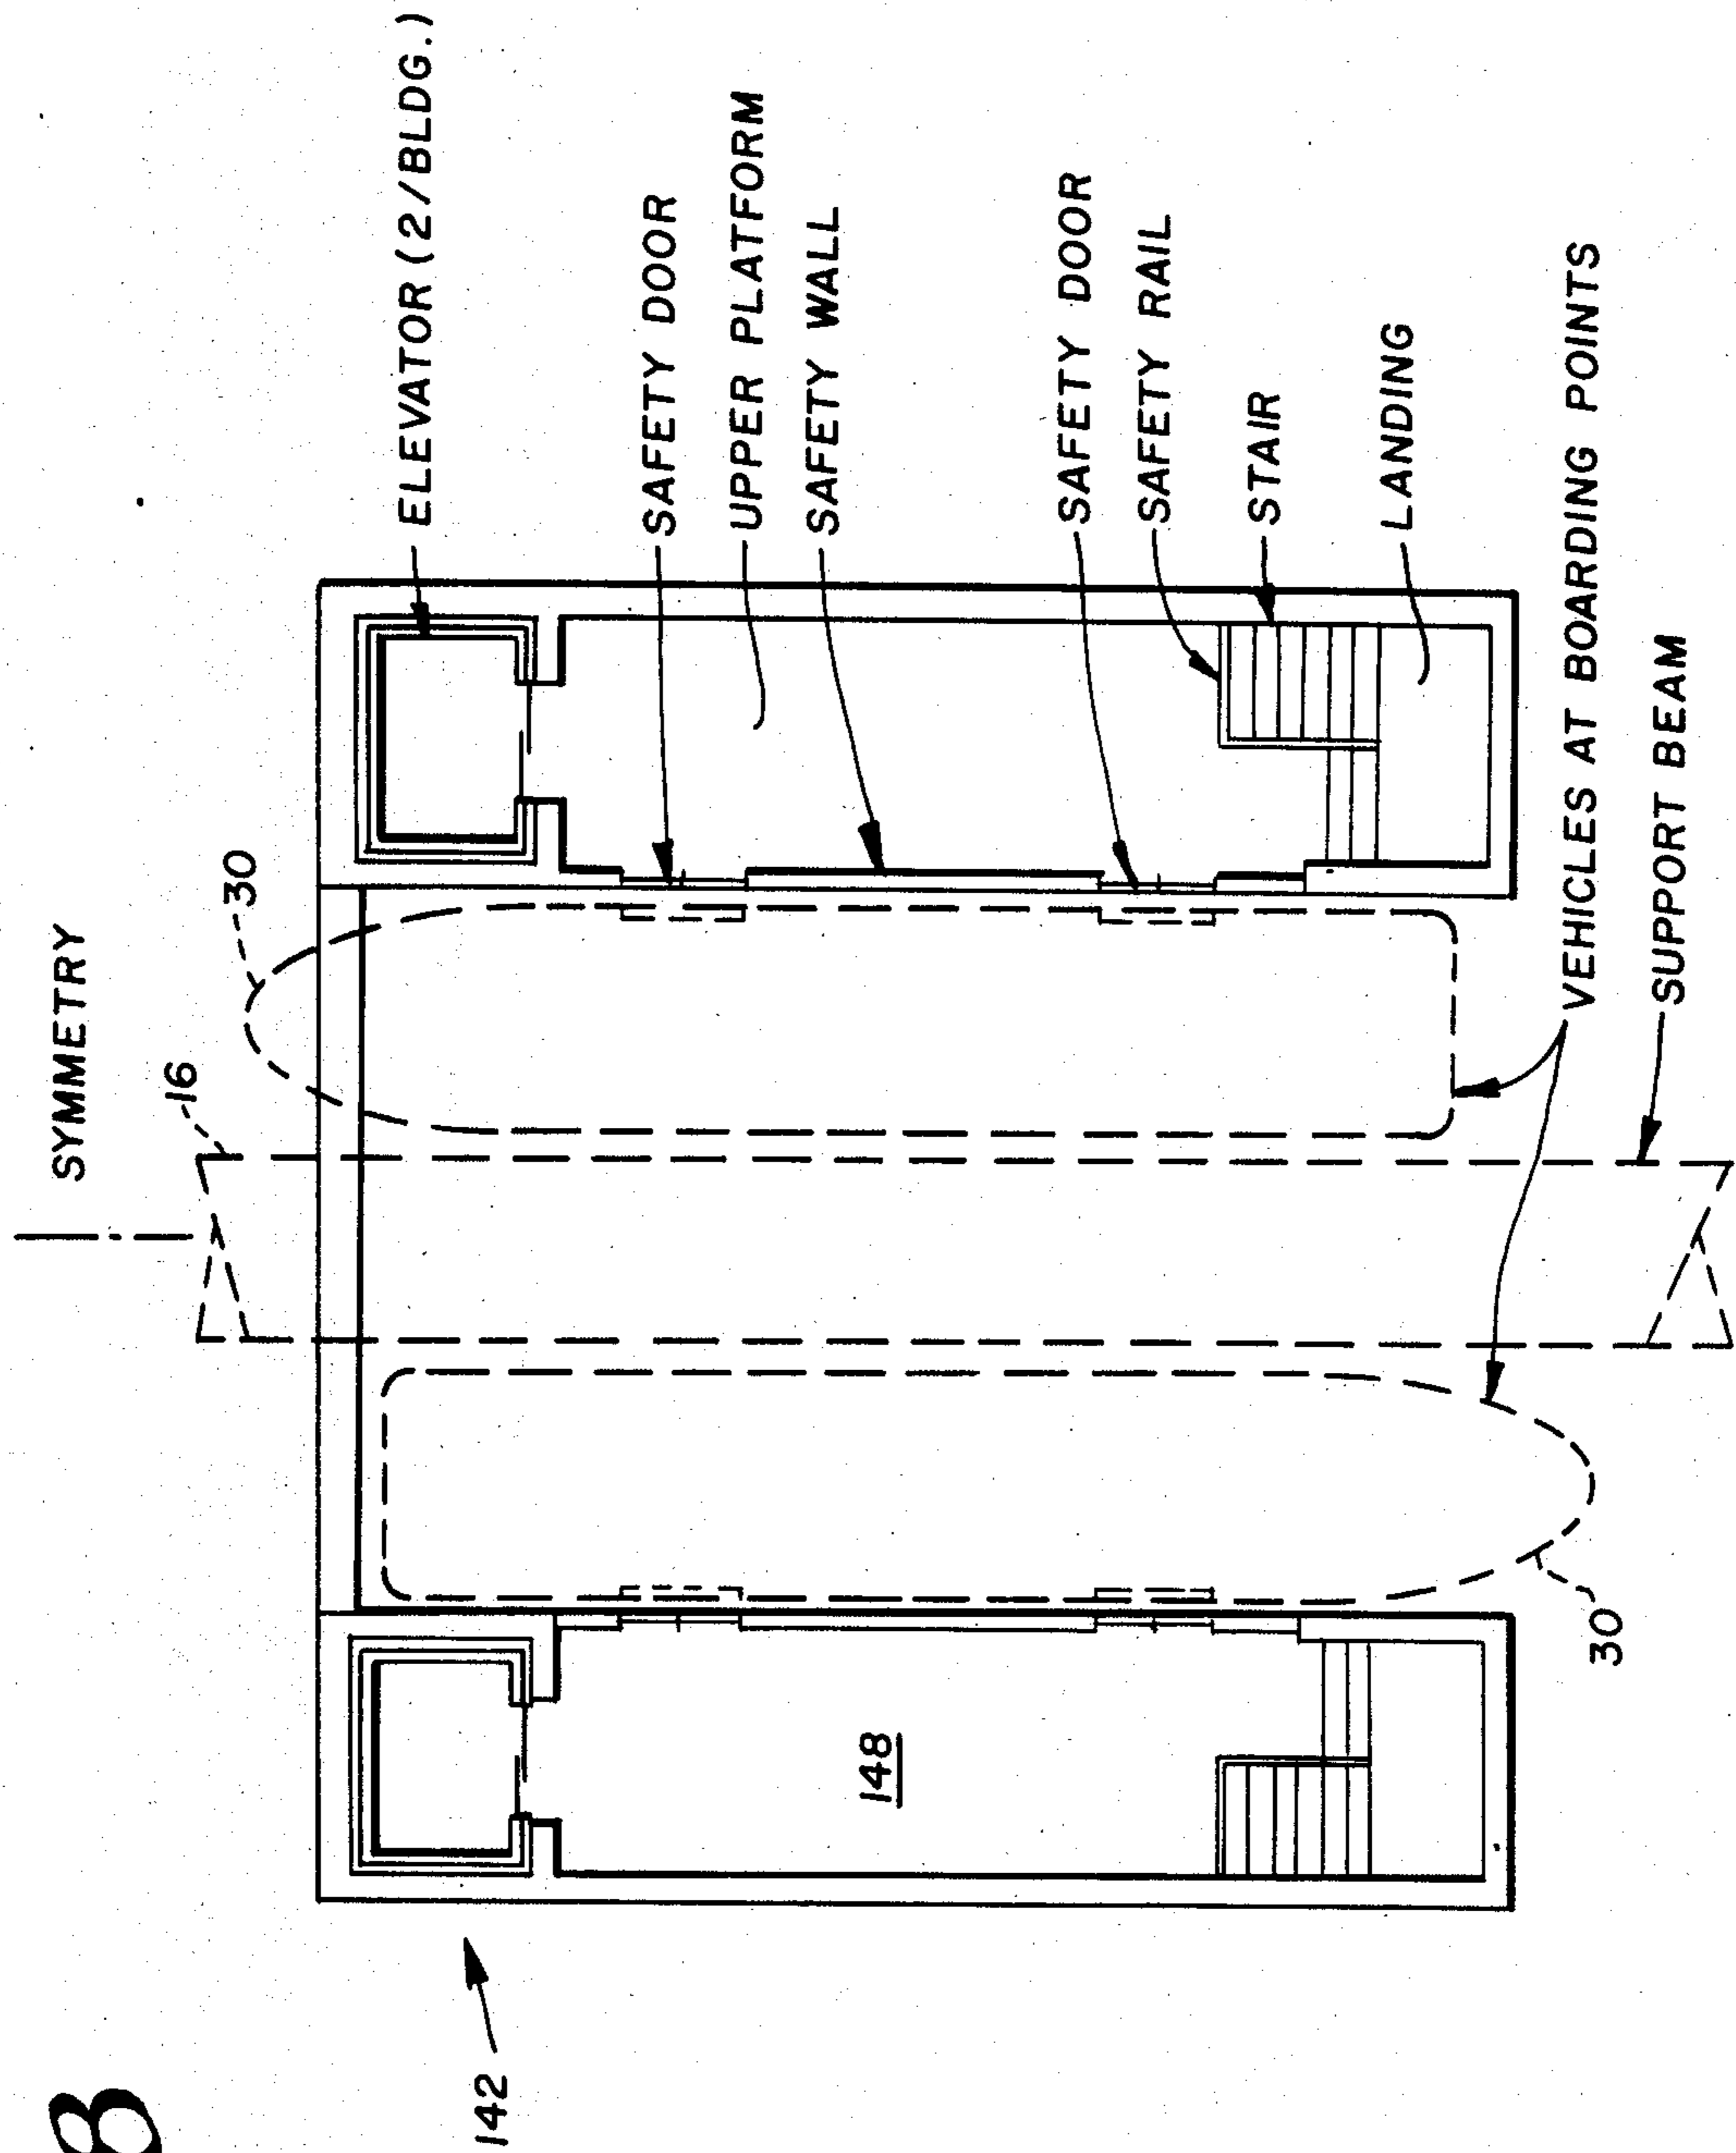 8
SYMMETRY
16
30
ELEVATOR (2/BLDG.)
SAFETY DOOR
UPPER PLATFORM
SAFETY WALL
SAFETY DOOR
SAFETY RAIL
STAIR
LANDING
VEHICLES AT BOARDING POINTS
SUPPORT BEAM
142
148
30